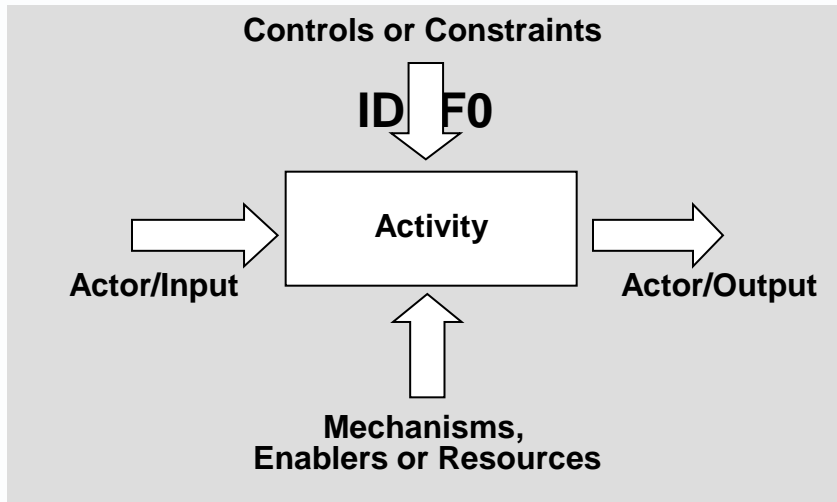 Controls or Constraints
ID F0
Activity
Actor/Input
Actor/Output
Mechanisms,
Enablers or Resources